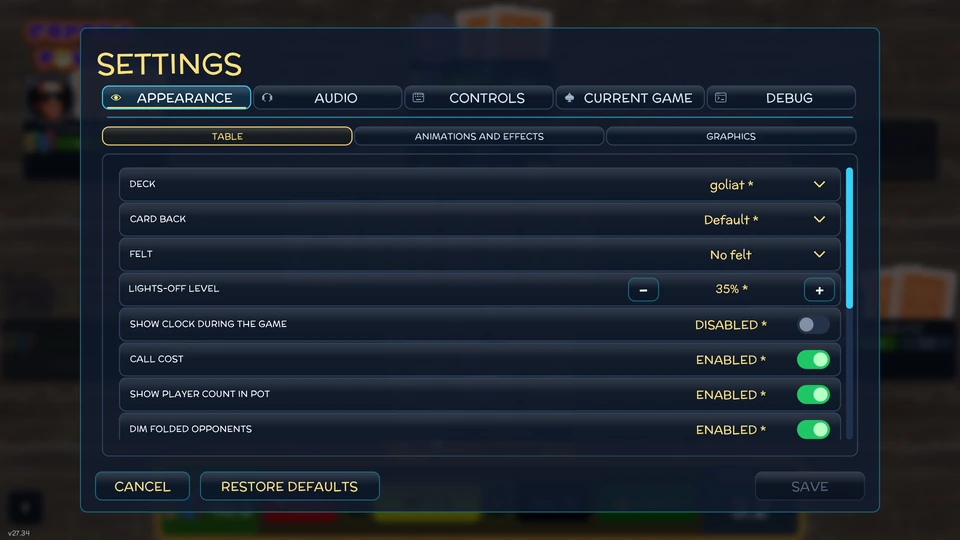 SETTINGS
APPEARANCE
AUDIO
CONTROLS
CURRENT GAME
DEBUG
TABLE
ANIMATIONS AND EFFECTS
GRAPHICS
DECK goliat *
CARD BACK Default *
FELT No felt
LIGHTS-OFF LEVEL - 35% * +
SHOW CLOCK DURING THE GAME DISABLED *
CALL COST ENABLED *
SHOW PLAYER COUNT IN POT ENABLED *
DIM FOLDED OPPONENTS ENABLED *
CANCEL
RESTORE DEFAULTS
SAVE
v27.34